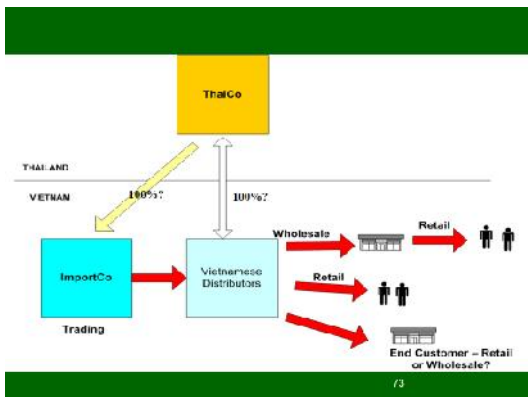 ThaiCo
THAILAND
VIETNAM
100%?
100%?
Wholesale
Retail
ImportCo
Vietnamese
Distributors
Retail
Trading
End Customer – Retail
or Wholesale?
73